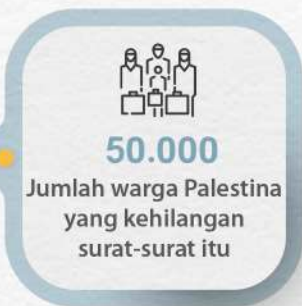 50.000
Jumlah warga Palestina
yang kehilangan
surat-surat itu